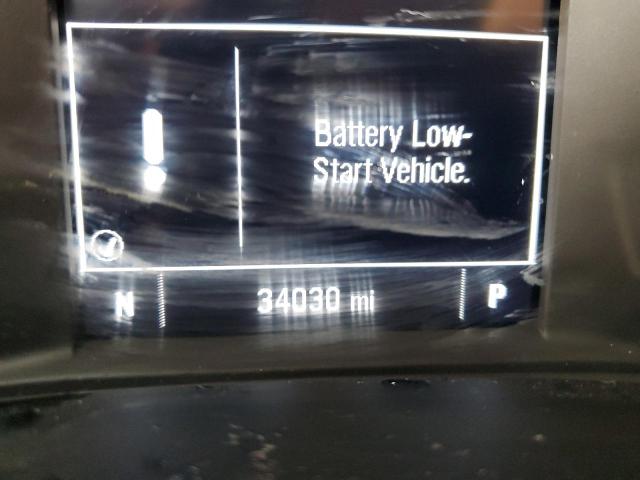 !
Battery Low-
Start Vehicle.
N 34030 mi P